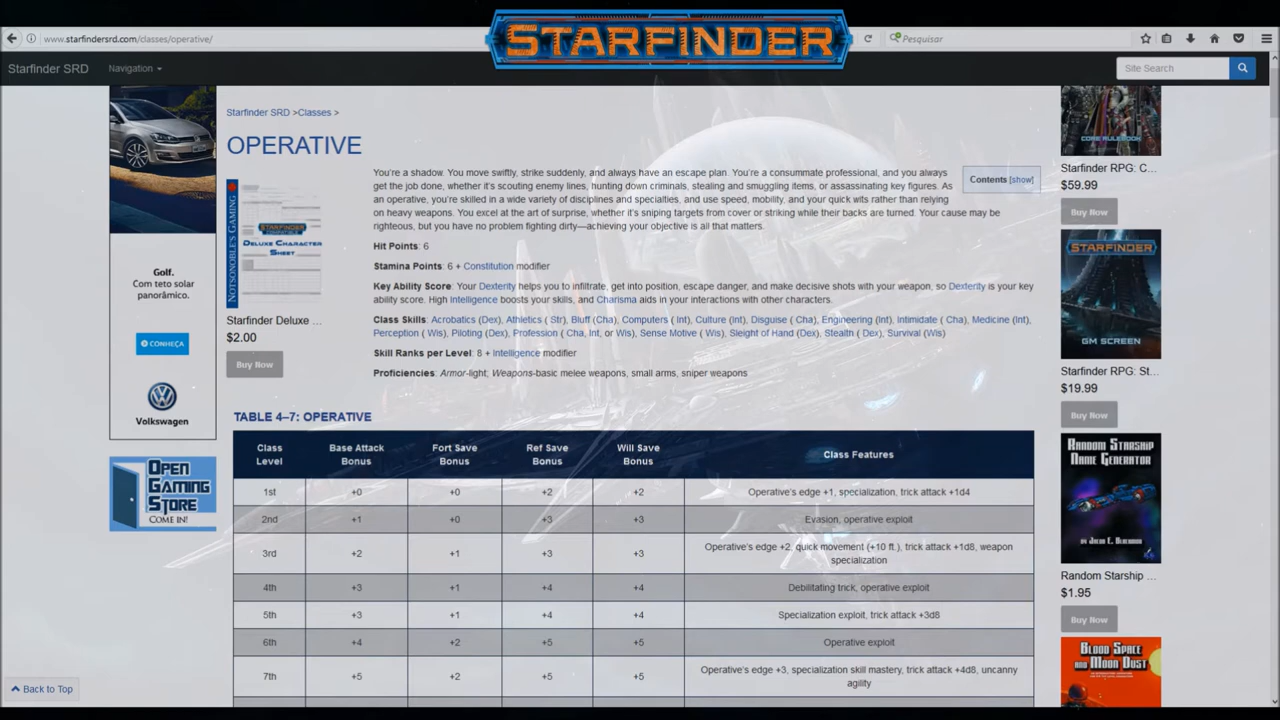 STARFINDER
www.starfindersrd.com/classes/operative/
Pesquisar
Starfinder SRD
Navigation
Site Search
Starfinder SRD >Classes >
OPERATIVE
You're a shadow. You move swiftly, strike suddenly, and always have an escape plan. You're a consummate professional, and you always
get the job done, whether it's scouting enemy lines, hunting down criminals, stealing and smuggling items, or assassinating key figures. As
an operative, you're skilled in a wide variety of disciplines and specialties, and use speed, mobility, and your quick wits rather than relying
on heavy weapons. You excel at the art of surprise, whether it's sniping targets from cover or striking while their backs are turned. Your cause may be
righteous, but you have no problem fighting dirty—achieving your objective is all that matters.
Contents [show]
Hit Points: 6
Stamina Points: 6 + Constitution modifier
Key Ability Score: Your Dexterity helps you to infiltrate, get into position, escape danger, and make decisive shots with your weapon, so Dexterity is your key
ability score. High Intelligence boosts your skills, and Charisma aids in your interactions with other characters.
Class Skills: Acrobatics (Dex), Athletics ( Str), Bluff (Cha), Computers ( Int), Culture (Int), Disguise ( Cha), Engineering (Int), Intimidate ( Cha), Medicine (Int),
Perception ( Wis), Piloting (Dex), Profession ( Cha, Int, or Wis), Sense Motive ( Wis), Sleight of Hand (Dex), Stealth ( Dex), Survival (Wis)
Skill Ranks per Level: 8 + Intelligence modifier
Proficiencies: Armor-light; Weapons-basic melee weapons, small arms, sniper weapons
TABLE 4–7: OPERATIVE
Class Level Base Attack Bonus Fort Save Bonus Ref Save Bonus Will Save Bonus Class Features
1st +0 +0 +2 +2 Operative's edge +1, specialization, trick attack +1d4
2nd +1 +0 +3 +3 Evasion, operative exploit
3rd +2 +1 +3 +3 Operative's edge +2, quick movement (+10 ft.), trick attack +1d8, weapon
specialization
4th +3 +1 +4 +4 Debilitating trick, operative exploit
5th +3 +1 +4 +4 Specialization exploit, trick attack +3d8
6th +4 +2 +5 +5 Operative exploit
7th +5 +2 +5 +5 Operative's edge +3, specialization skill mastery, trick attack +4d8, uncanny
agility
Golf.
Com teto solar
panorâmico.
CONHEÇA
Volkswagen
OPEN
GAMING
STORE
COME IN!
NOTSONOBLE'S GAMING
STARFINDER
COMPATIBLE
DELUXE CHARACTER
SHEET
Starfinder Deluxe ...
$2.00
Buy Now
CORE RULEBOOK
Starfinder RPG: C...
$59.99
Buy Now
STARFINDER
GM SCREEN
Starfinder RPG: St...
$19.99
Buy Now
RANDOM STARSHIP
NAME GENERATOR
BY JACOB E. BLACKMON
Random Starship ...
$1.95
Buy Now
BLOOD SPACE
AND MOON DUST
Back to Top